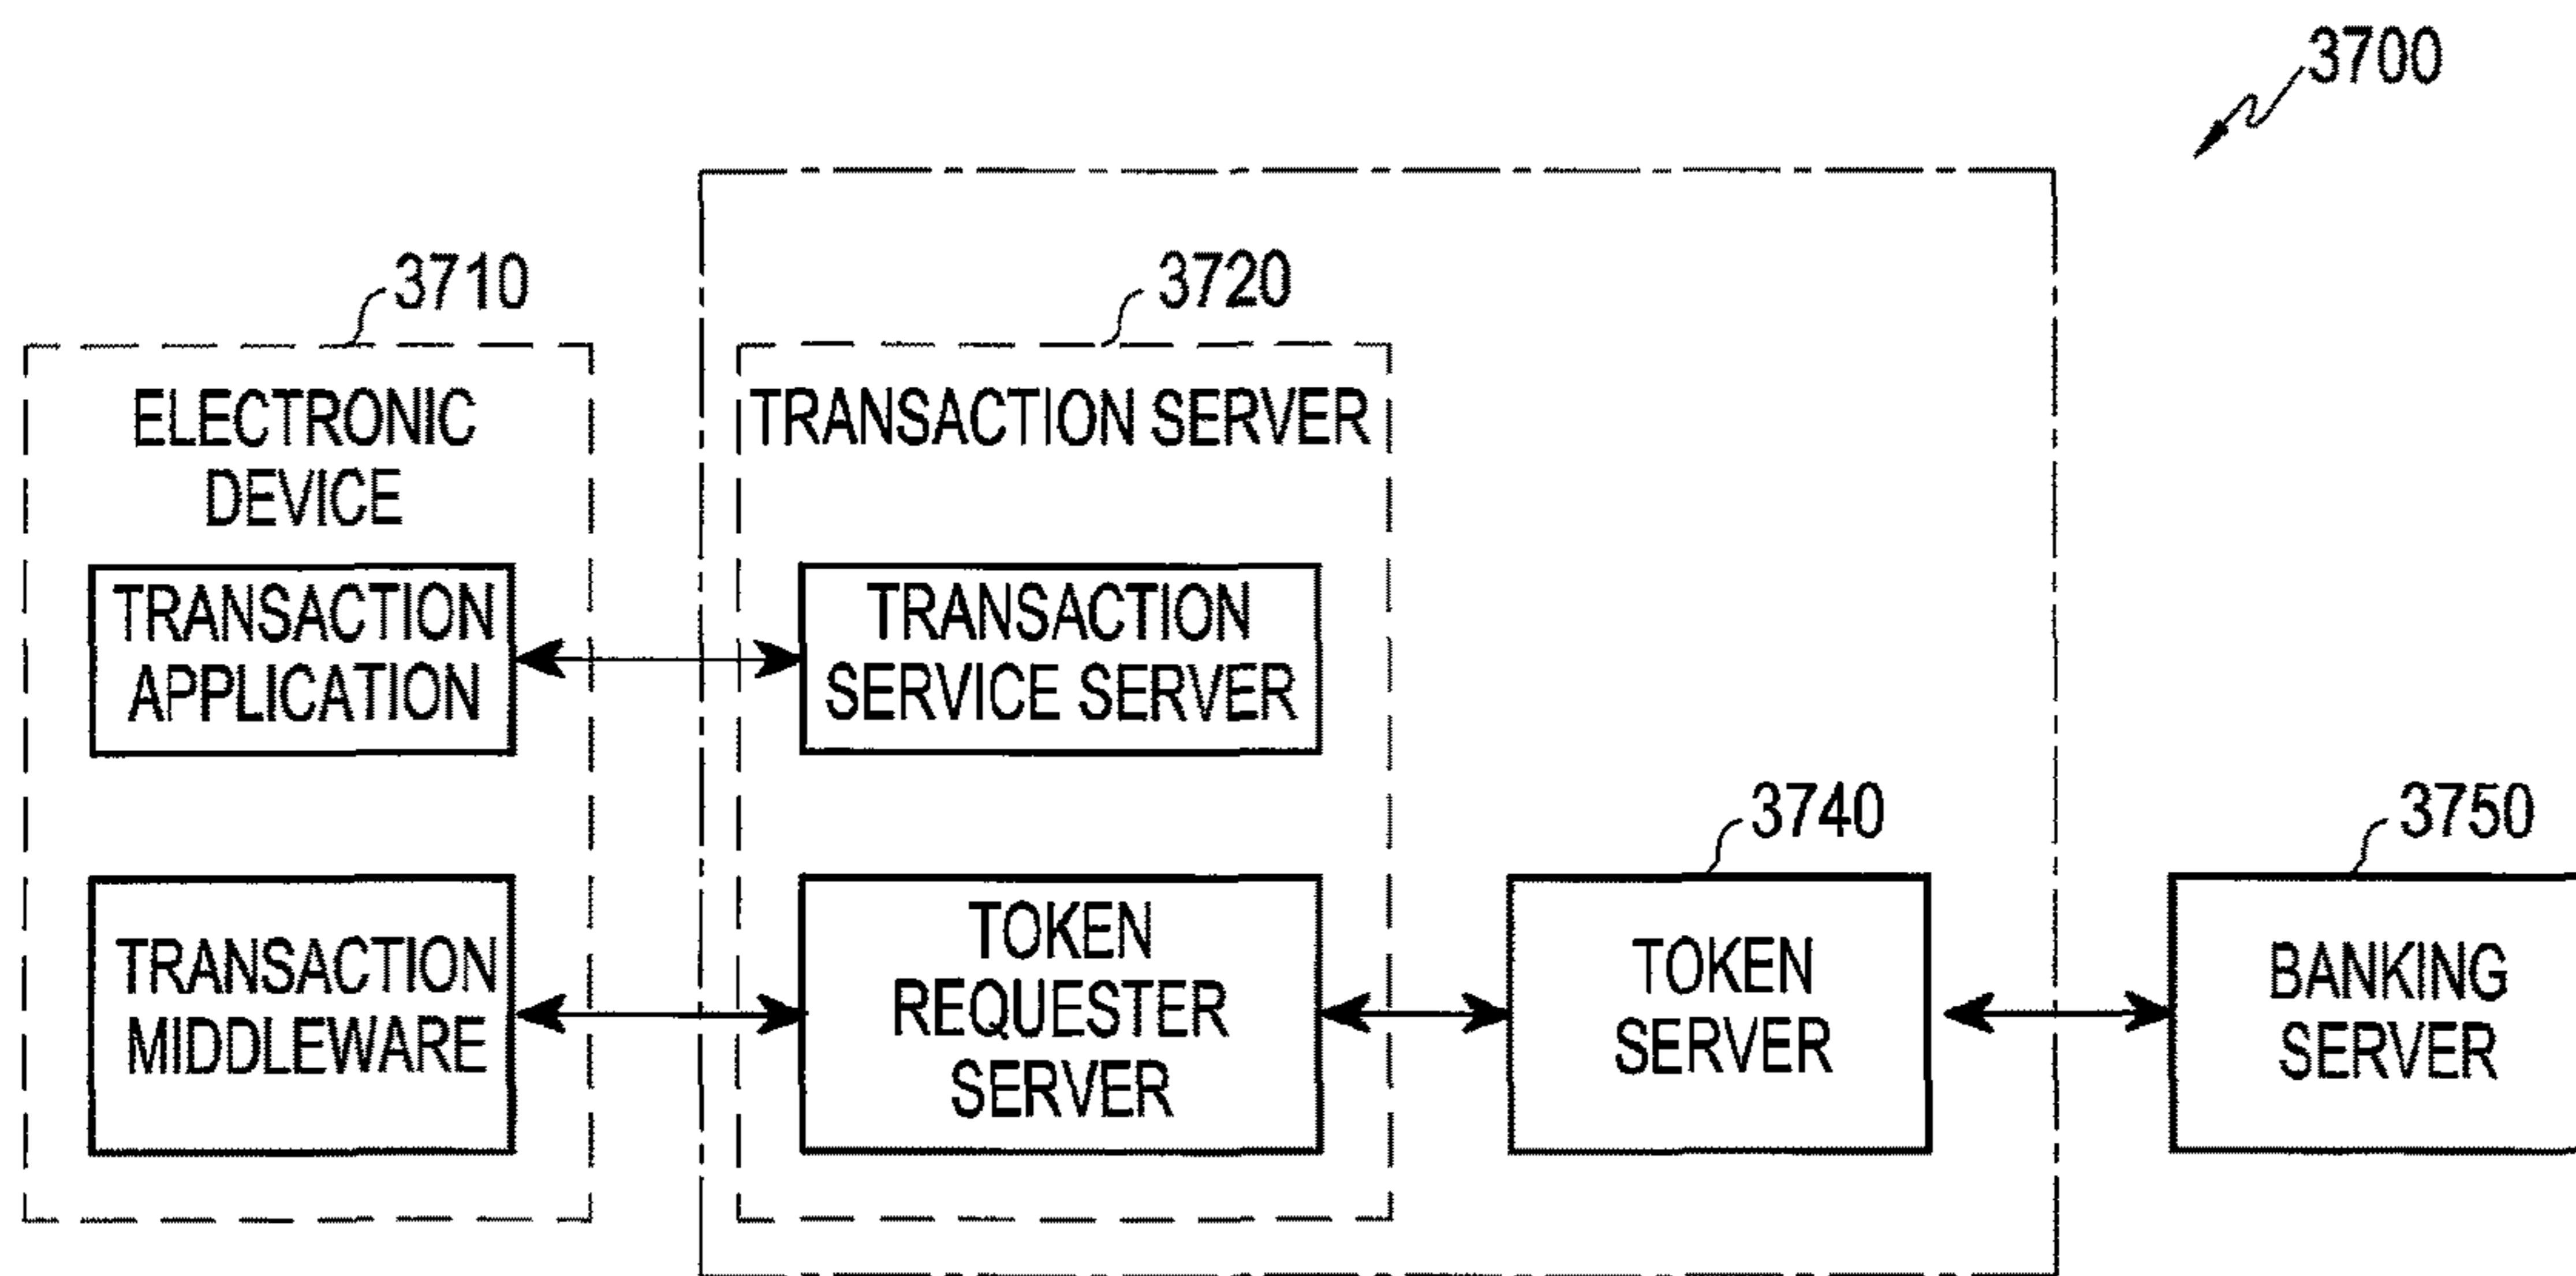 3700
3710
3720
ELECTRONIC
DEVICE
TRANSACTION SERVER
TRANSACTION
APPLICATION
TRANSACTION
SERVICE SERVER
3740
3750
TRANSACTION
MIDDLEWARE
TOKEN
REQUESTER
SERVER
TOKEN
SERVER
BANKING
SERVER